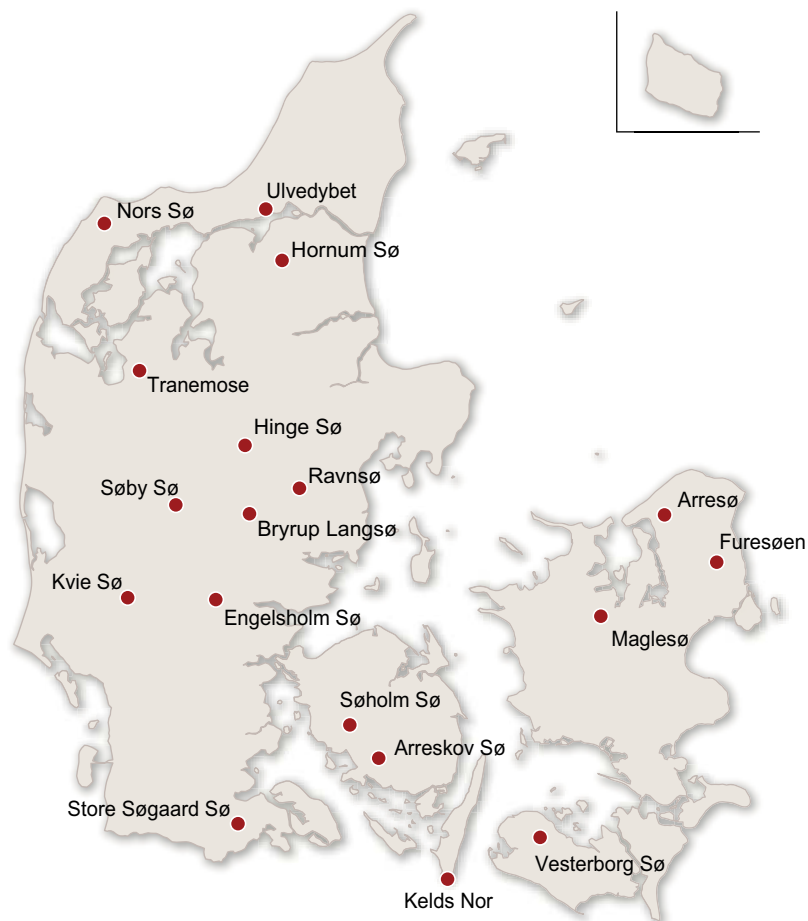 Ulvedybet
Nors Sø
Hornum Sø
Tranemose
Hinge Sø
Ravnsø
Søby Sø
Arresø
Bryrup Langsø
Furesøen
Kvie Sø
Engelsholm Sø
Maglesø
Søholm Sø
Arreskov Sø
Store Søgaard Sø
Vesterborg Sø
Kelds Nor